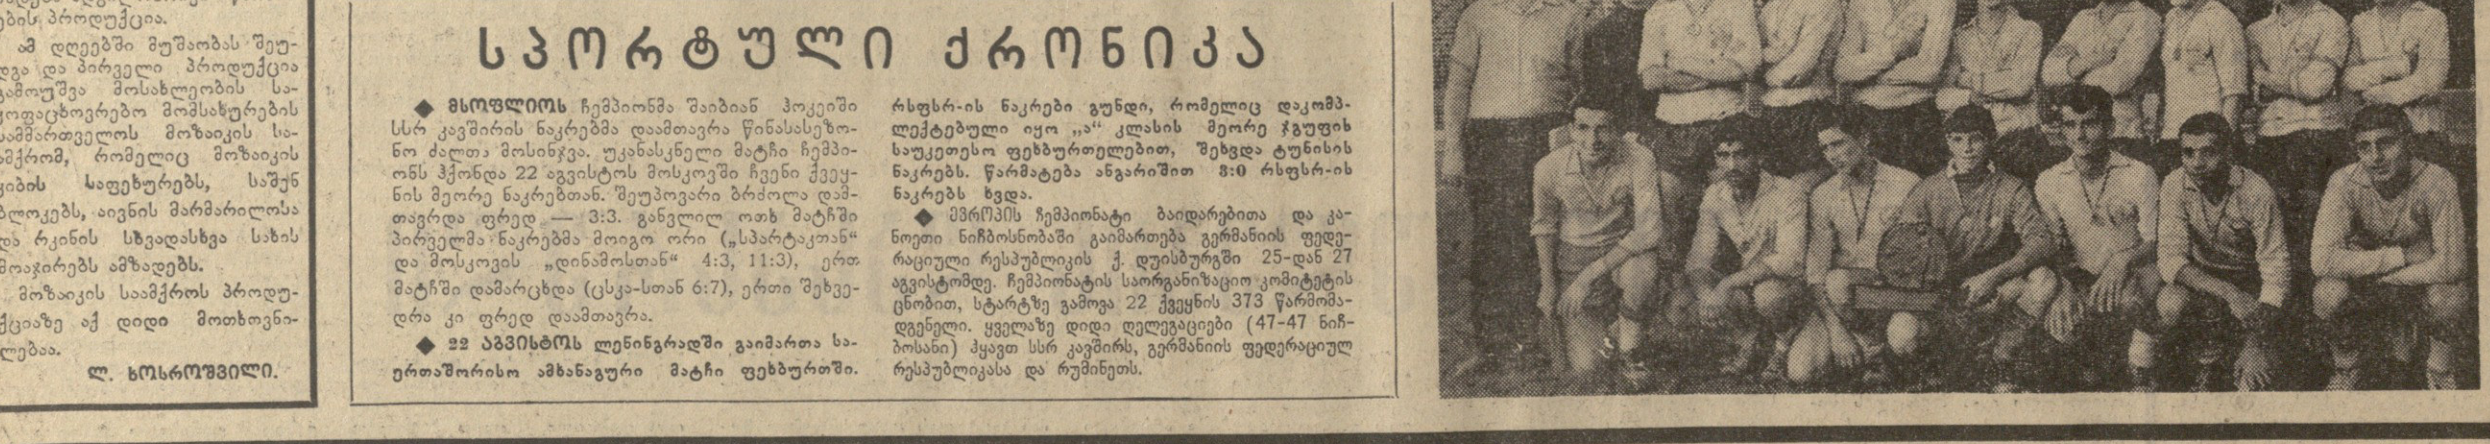 ების პროდუქცია.
ამ დღეებში მუშაობას შეუ-
დგა და პირველი პროდუქცია
გამოუშვა მოსახლეობის სა-
ყოფაცხოვრებო მომსახურების
სამმართველოს მოზაიკის სა-
ამქრომ, რომელიც მოზაიკის
კიბის საფეხურებს, საშენ
ბლოკებს, აივნის მარმარილოსა
და რკინის სხვადასხვა სახის
მოაჯირებს ამზადებს.
მოზაიკის საამქროს პროდუ-
ქციაზე აქ დიდი მოთხოვნი-
ლებაა.
ლ. ხოსროშვილი.
სპორტული ქრონიკა
◆ მსოფლიოს ჩემპიონმა შაიბიან ჰოკეიში
სსრ კავშირის ნაკრებმა დაამთავრა წინასასეზო-
ნო ძალთა მოსინჯვა. უკანასკნელი მატჩი ჩემპი-
ონს ჰქონდა 22 აგვისტოს მოსკოვში ჩვენი ქვეყ-
ნის მეორე ნაკრებთან. შეუპოვარი ბრძოლა დამ-
თავრდა ფრედ — 3:3. განვლილ ოთხ მატჩში
პირველმა ნაკრებმა მოიგო ორი („სპარტაკთან“
და მოსკოვის „დინამოსთან“ 4:3, 11:3), ერთ
მატჩში დამარცხდა (ცსკა-სთან 6:7), ერთი შეხვე-
დრა კი ფრედ დაამთავრა.
◆ 22 აგვისტოს ლენინგრადში გაიმართა სა-
ერთაშორისო ამხანაგური მატჩი ფეხბურთში.
რსფსრ-ის ნაკრები გუნდი, რომელიც დაკომპ-
ლექტებული იყო „ა“ კლასის მეორე ჯგუფის
საუკეთესო ფეხბურთელებით, შეხვდა ტუნისის
ნაკრებს. წარმატება ანგარიშით 3:0 რსფსრ-ის
ნაკრებს ხვდა.
◆ ევროპის ჩემპიონატი ბაიდარებითა და კა-
ნოეთი ნიჩბოსნობაში გაიმართება გერმანიის ფედე-
რაციული რესპუბლიკის ქ. დუისბურგში 25-დან 27
აგვისტომდე. ჩემპიონატის საორგანიზაციო კომიტეტის
ცნობით, სტარტზე გამოვა 22 ქვეყნის 373 წარმომა-
დგენელი. ყველაზე დიდი დელეგაციები (47-47 ნიჩ-
ბოსანი) ჰყავთ სსრ კავშირს, გერმანიის ფედერაციულ
რესპუბლიკასა და რუმინეთს.